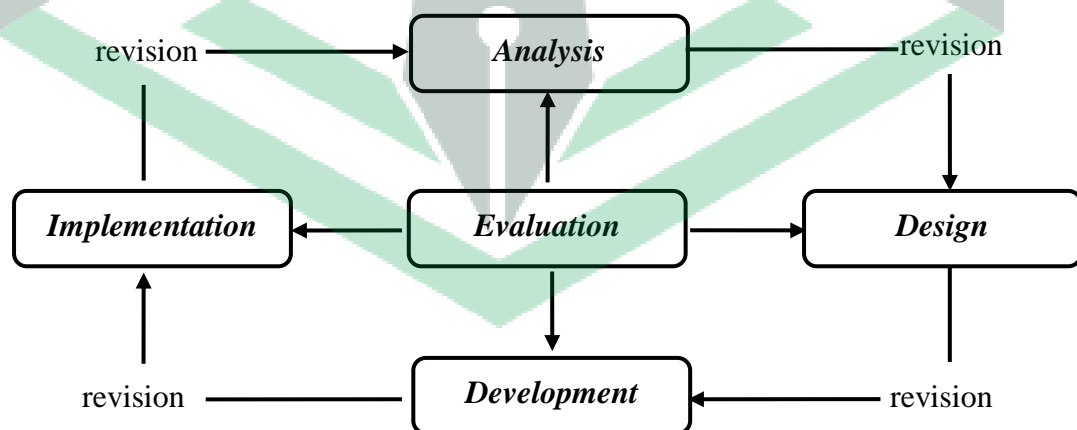 revision
Analysis
revision
Implementation
Evaluation
Design
revision
Development
revision